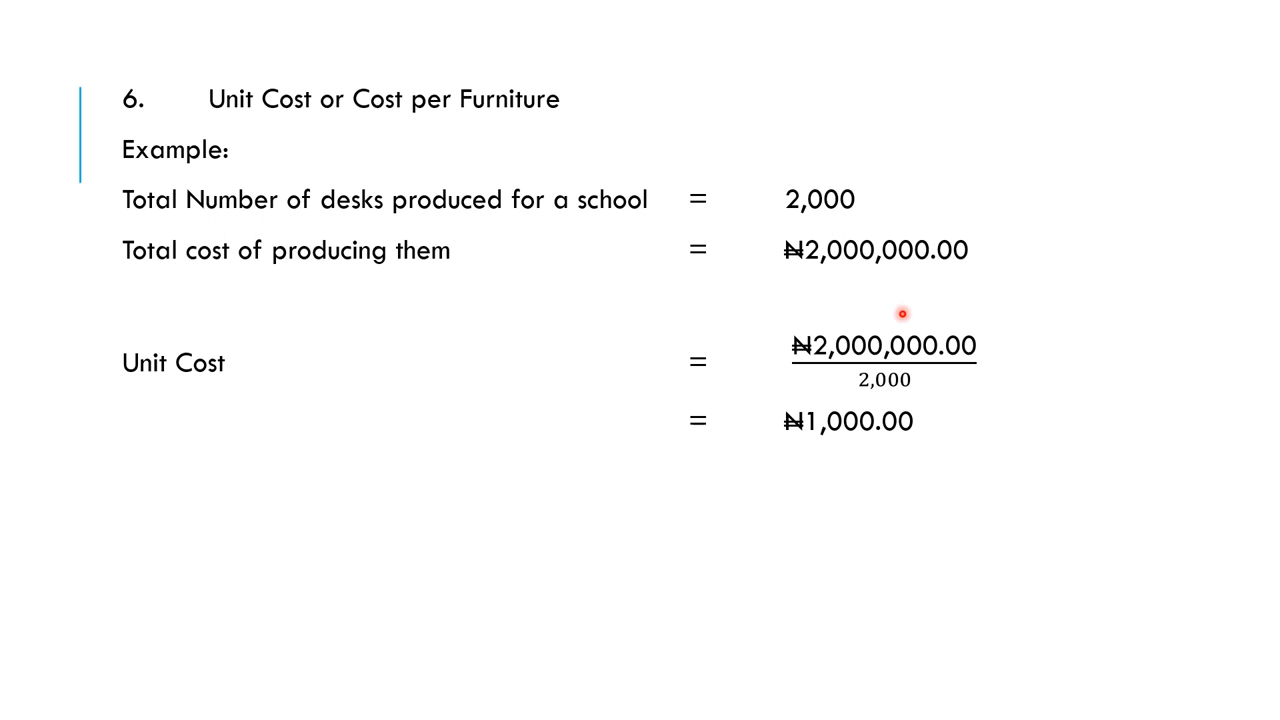 6. Unit Cost or Cost per Furniture
Example:
Total Number of desks produced for a school = 2,000
Total cost of producing them = ₦2,000,000.00
Unit Cost = ₦2,000,000.00
2,000
= ₦1,000.00